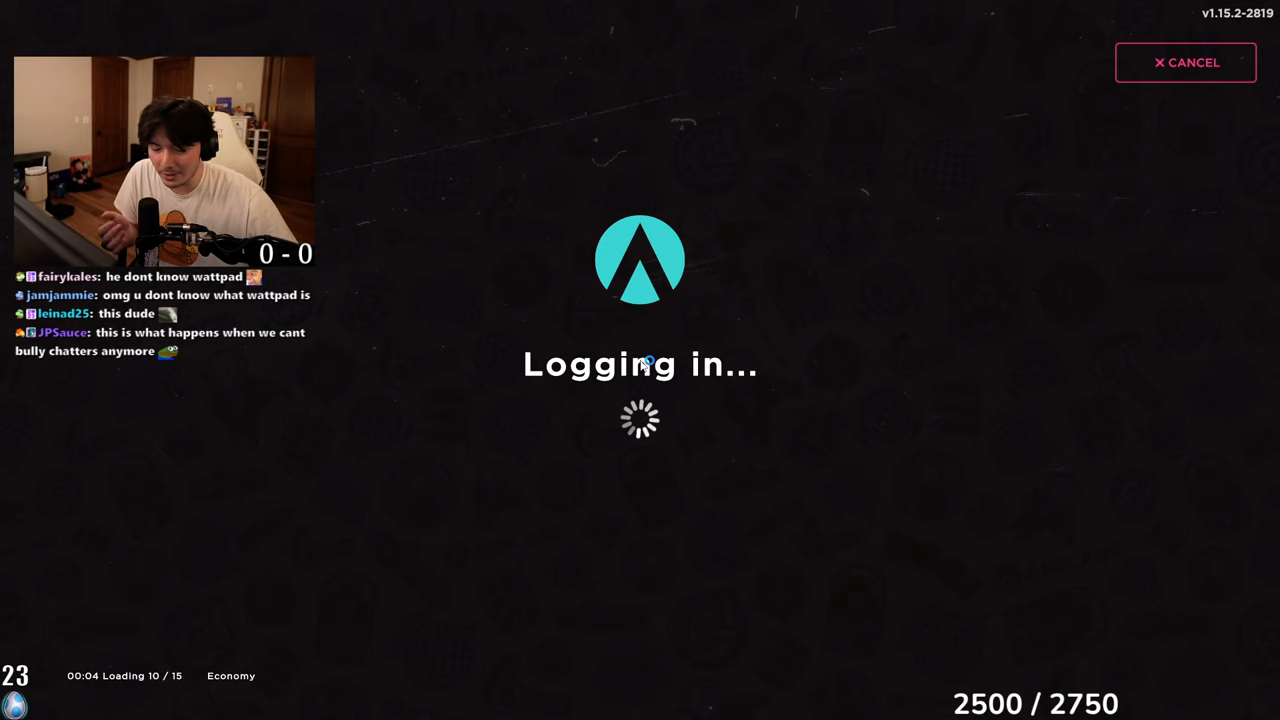 v1.15.2-2819
✕ CANCEL
0 - 0
fairykales: he dont know wattpad
jamjammie: omg u dont know what wattpad is
leinad25: this dude
JPSauce: this is what happens when we cant
bully chatters anymore
Logging in...
23
00:04 Loading 10 / 15 Economy
2500 / 2750